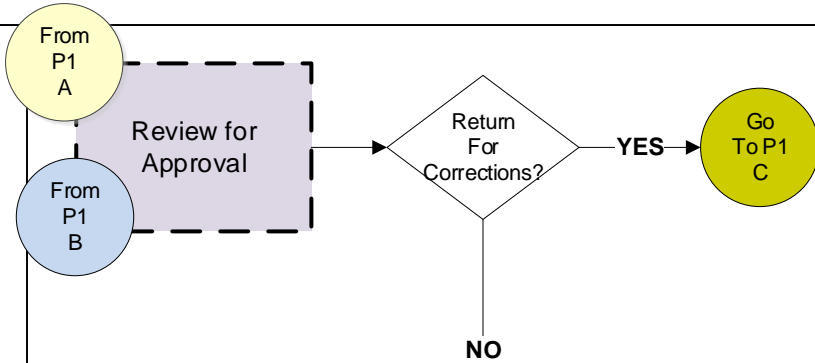 From
P1
A
Review for
Approval
From
P1
B
Return
For
Corrections?
YES
Go
To P1
C
NO